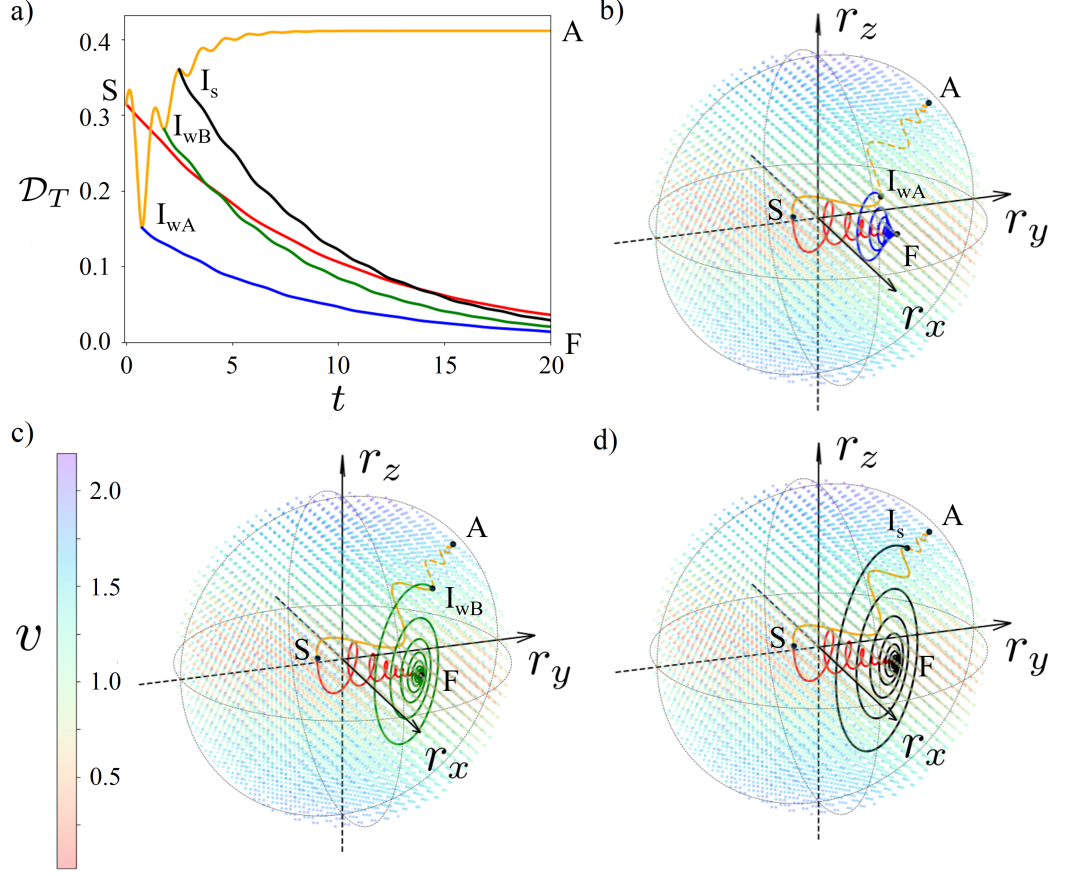 a)
0.4
0.3
0.2
0.1
0.0
𝒟_T
S
I_wA
I_wB
I_s
A
F
0
5
10
15
20
t
b)
r_z
A
I_wA
S
F
r_y
r_x
c)
r_z
A
I_wB
S
F
r_y
r_x
2.0
1.5
1.0
0.5
v
d)
r_z
I_s
A
S
F
r_y
r_x